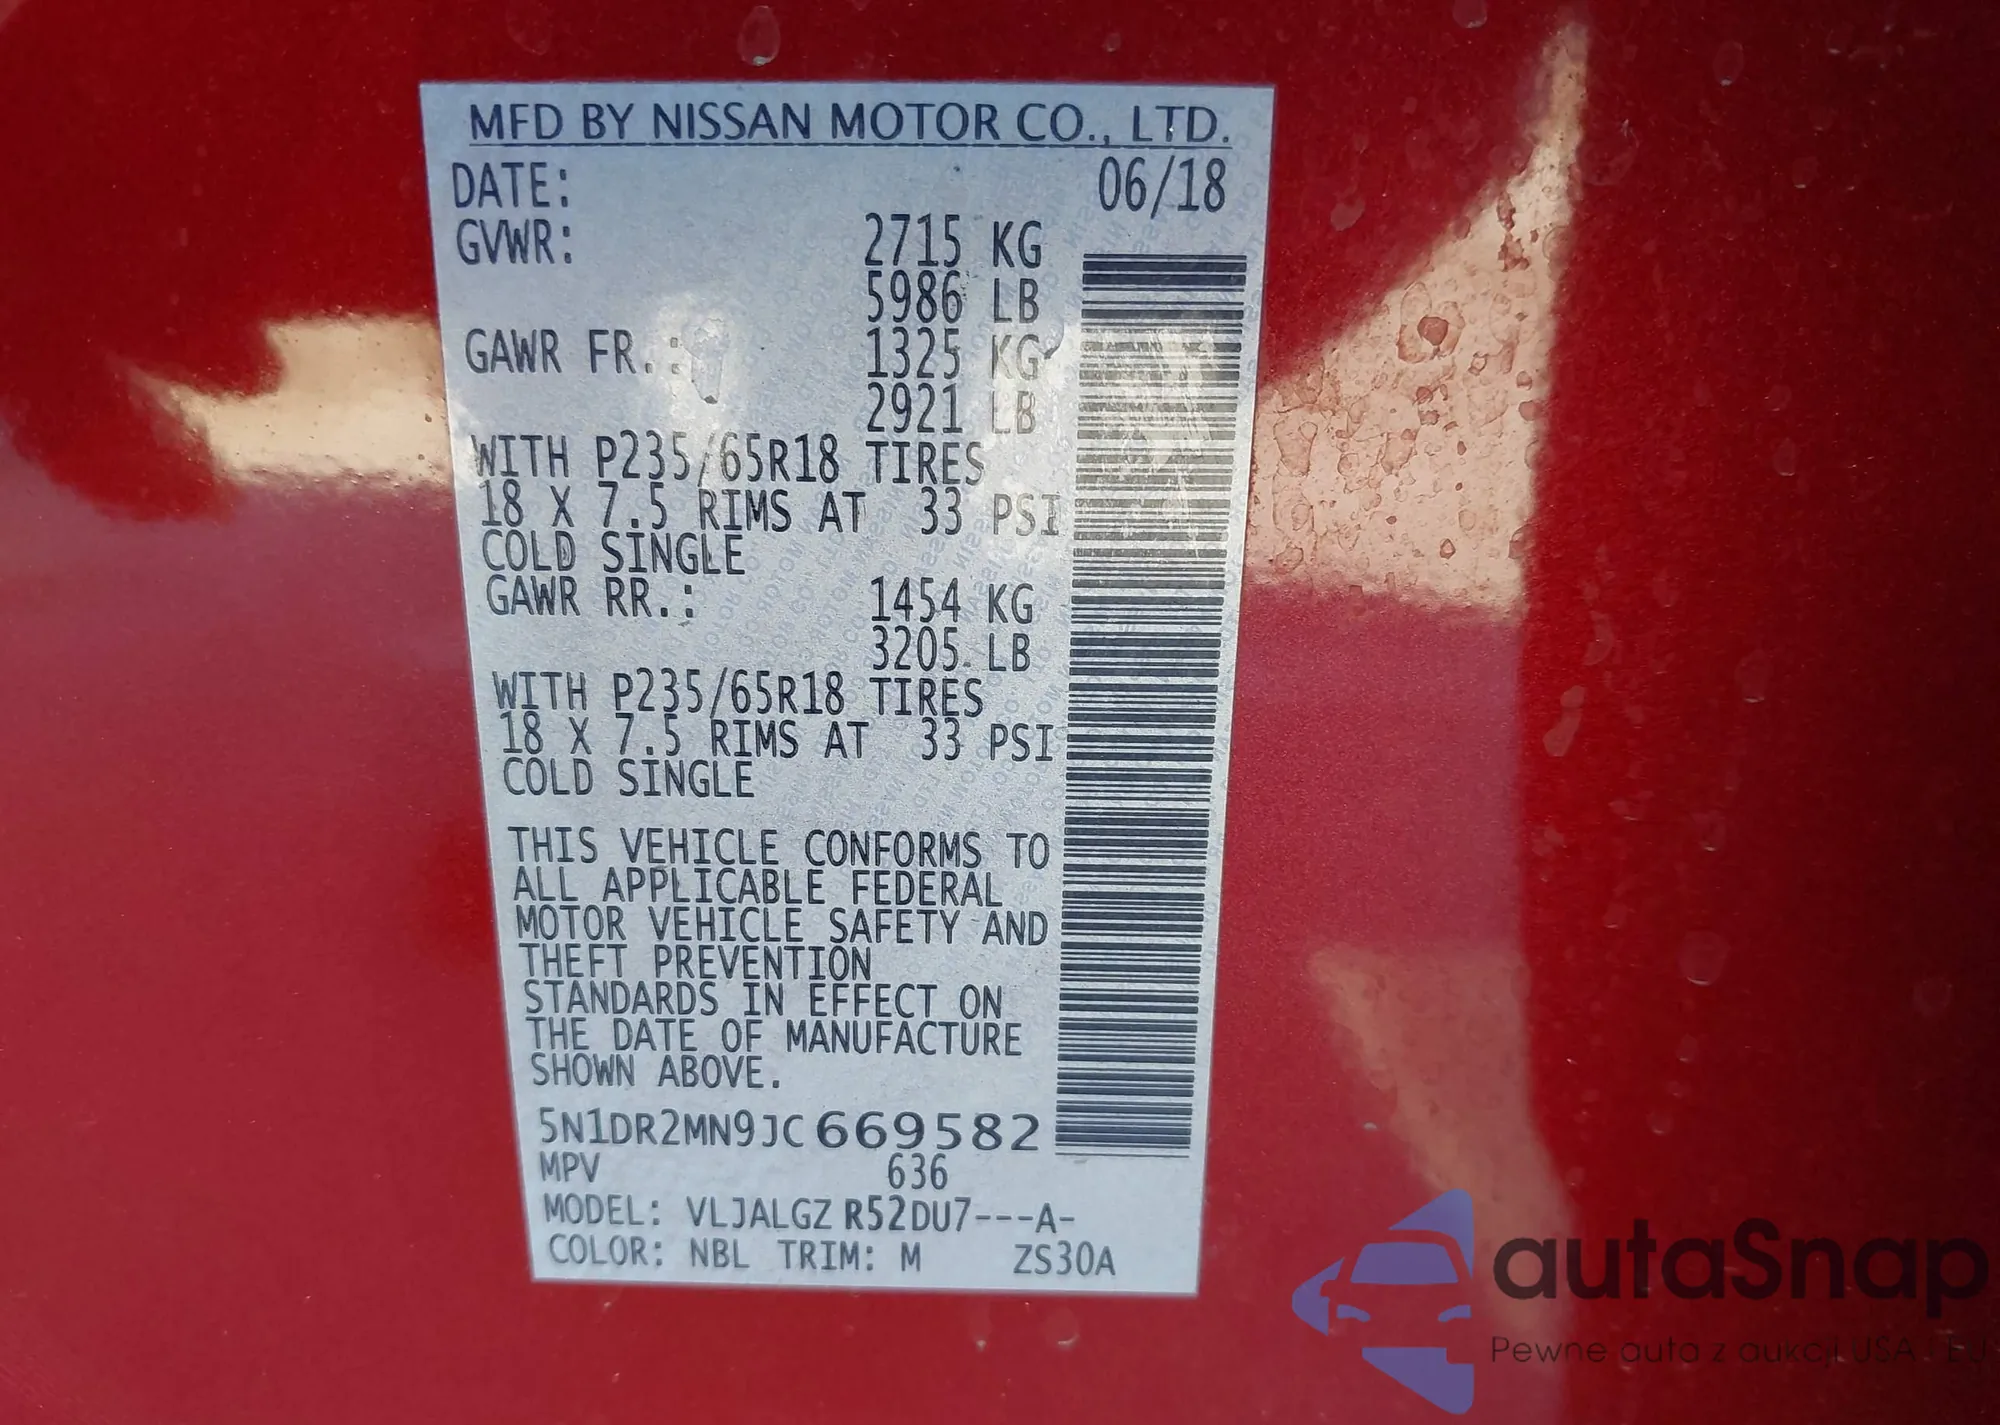 MFD BY NISSAN MOTOR CO., LTD.
DATE: 06/18
GVWR: 2715 KG
5986 LB
GAWR FR.: 1325 KG
2921 LB
WITH P235/65R18 TIRES
18 X 7.5 RIMS AT 33 PSI
COLD SINGLE
GAWR RR.: 1454 KG
3205 LB
WITH P235/65R18 TIRES
18 X 7.5 RIMS AT 33 PSI
COLD SINGLE
THIS VEHICLE CONFORMS TO
ALL APPLICABLE FEDERAL
MOTOR VEHICLE SAFETY AND
THEFT PREVENTION
STANDARDS IN EFFECT ON
THE DATE OF MANUFACTURE
SHOWN ABOVE.
5N1DR2MN9JC669582
MPV 636
MODEL: VLJALGZ R52DU7---A-
COLOR: NBL TRIM: M ZS30A
autaSnap
Pewne auta z aukcji USA i EU